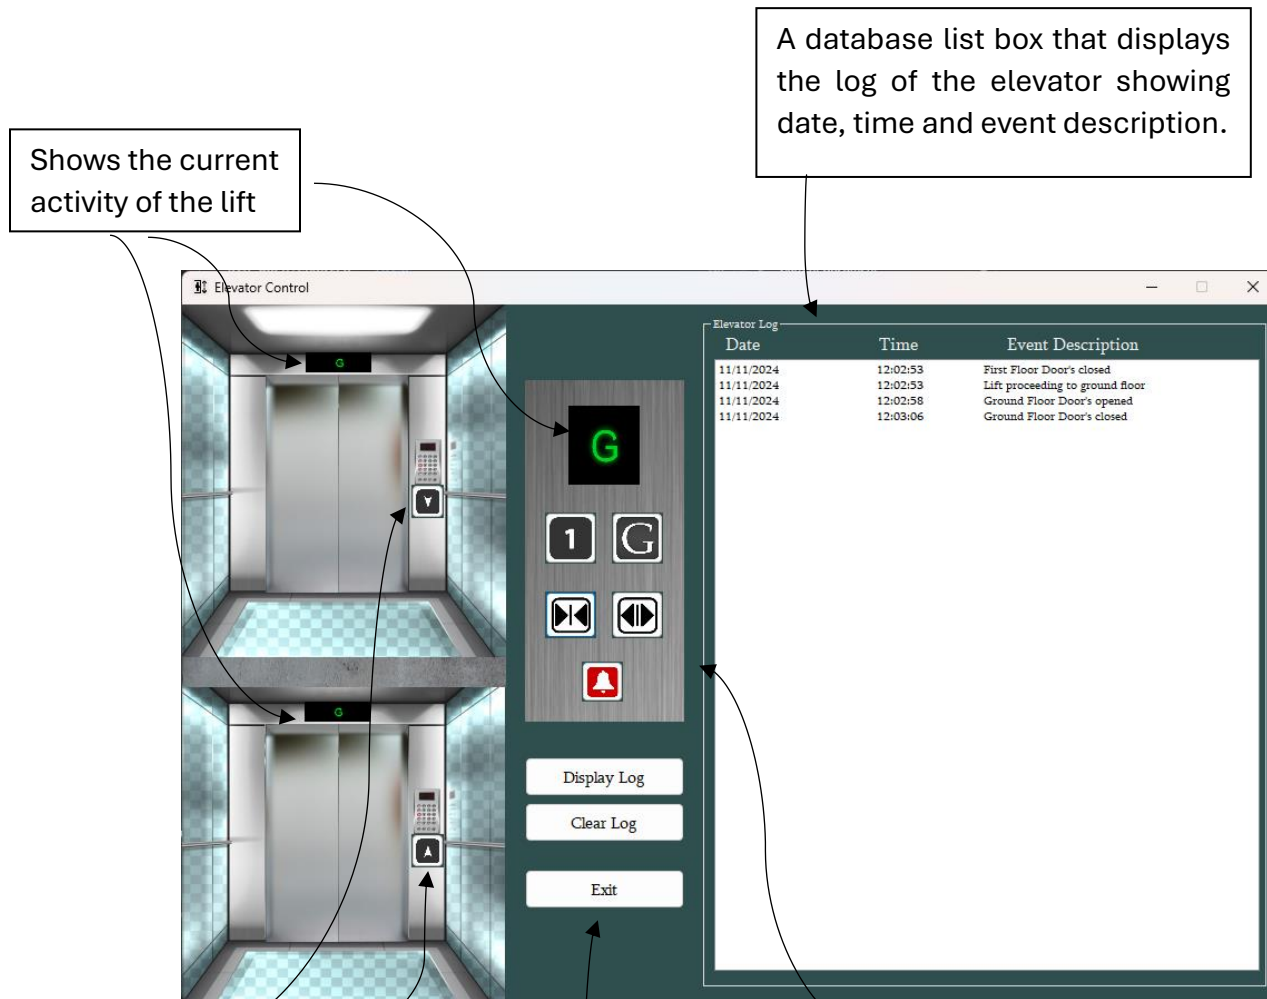 A database list box that displays
the log of the elevator showing
date, time and event description.
Shows the current
activity of the lift
Elevator Control
G
G
1 G
G
Display Log
Clear Log
Exit
Elevator Log
Date Time Event Description
11/11/2024 12:02:53 First Floor Door's closed
11/11/2024 12:02:53 Lift proceeding to ground floor
11/11/2024 12:02:58 Ground Floor Door's opened
11/11/2024 12:03:06 Ground Floor Door's closed